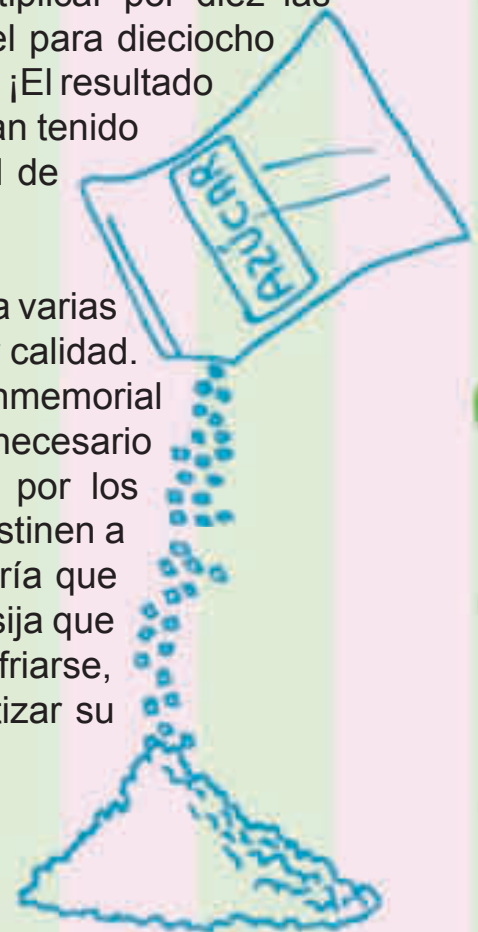 tiplicar por diez las
el para dieciocho
¡El resultado
an tenido
de
AZÚCAR
a varias
calidad.
nmemorial
necesario
por los
stinen a
ría que
sija que
friarse,
tizar su